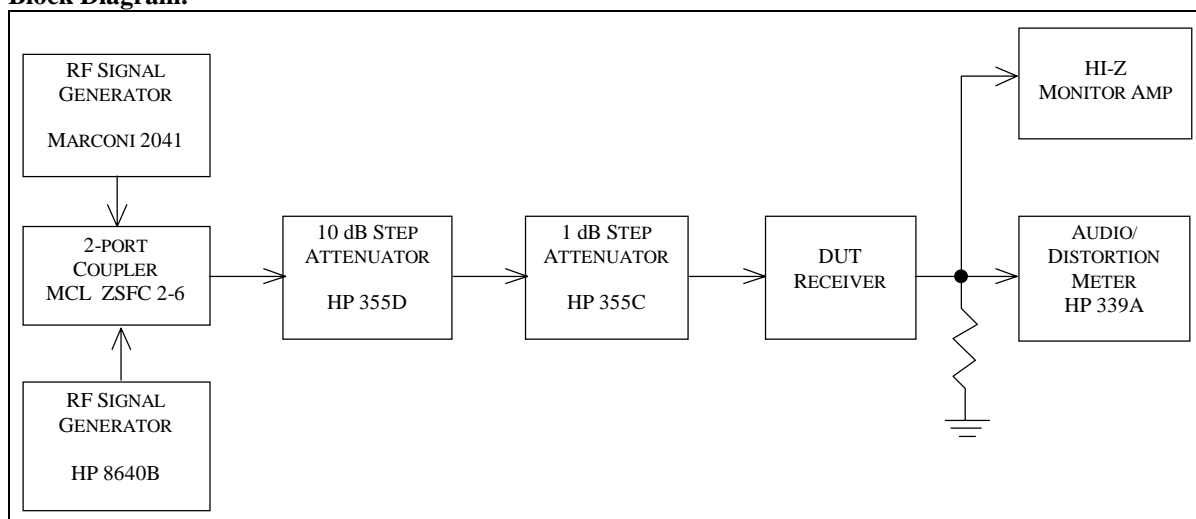 Block Diagram:
RF SIGNAL
GENERATOR
MARCONI 2041
2-PORT
COUPLER
MCL ZSFC 2-6
RF SIGNAL
GENERATOR
HP 8640B
10 dB STEP
ATTENUATOR
HP 355D
1 dB STEP
ATTENUATOR
HP 355C
DUT
RECEIVER
HI-Z
MONITOR AMP
AUDIO/
DISTORTION
METER
HP 339A